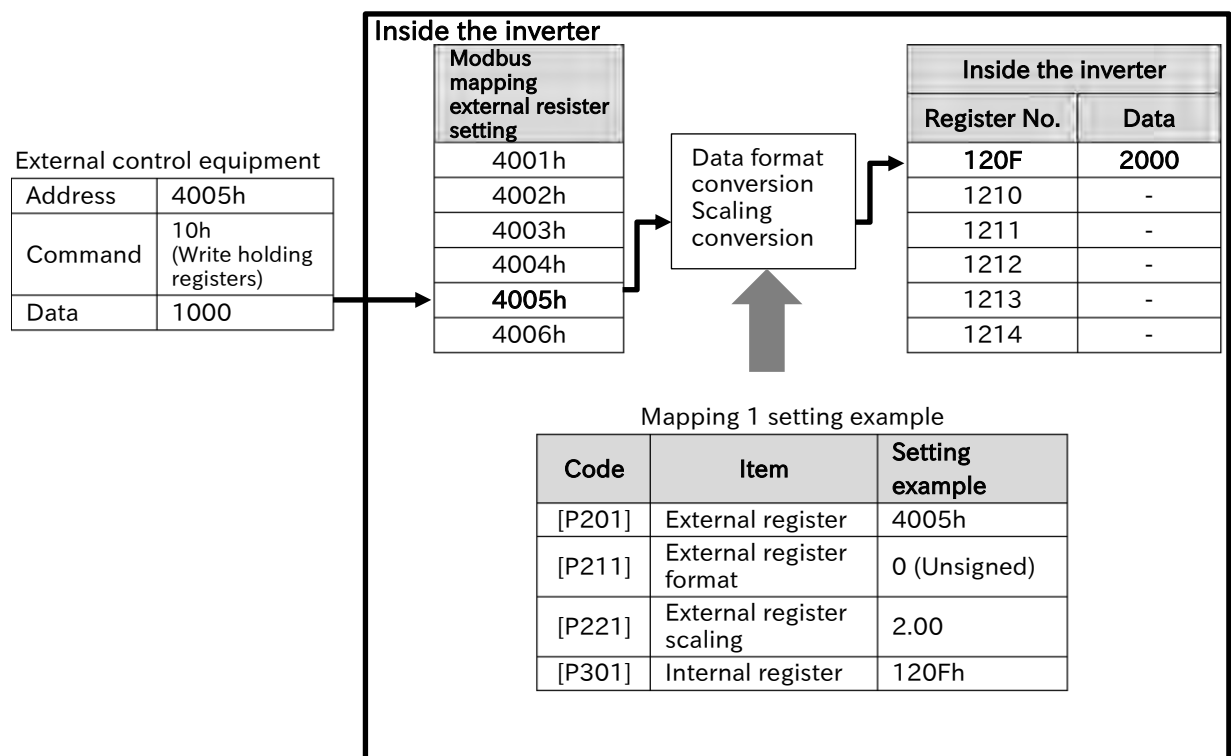 Inside the inverter
Modbus
mapping
external resister
setting
4001h
4002h
4003h
4004h
4005h
4006h
External control equipment
Address 4005h
Command 10h
(Write holding
registers)
Data 1000
Data format
conversion
Scaling
conversion
Inside the inverter
Register No. Data
120F 2000
1210 -
1211 -
1212 -
1213 -
1214 -
Mapping 1 setting example
Code Item Setting
example
[P201] External register 4005h
[P211] External register
format 0 (Unsigned)
[P221] External register
scaling 2.00
[P301] Internal register 120Fh